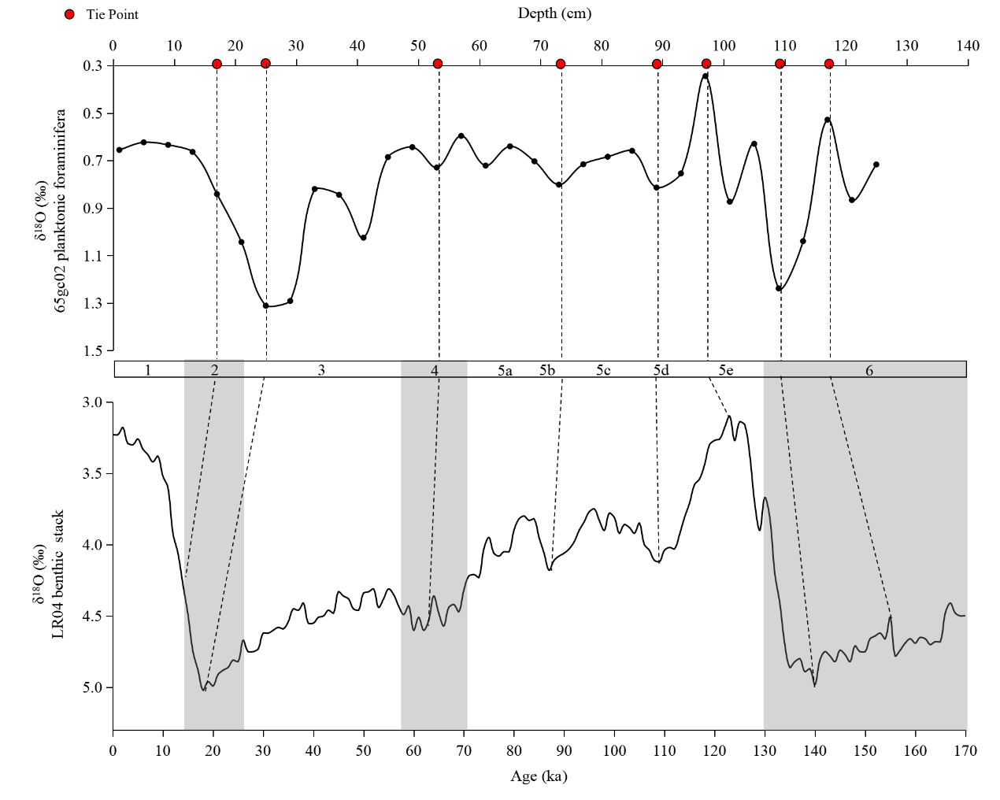 Tie Point
Depth (cm)
0 10 20 30 40 50 60 70 80 90 100 110 120 130 140
0.3
0.5
0.7
0.9
1.1
1.3
1.5
δ¹⁸O (‰)
65gc02 planktonic foraminifera
1 2 3 4 5a 5b 5c 5d 5e 6
3.0
3.5
4.0
4.5
5.0
δ¹⁸O (‰)
LR04 benthic stack
0 10 20 30 40 50 60 70 80 90 100 110 120 130 140 150 160 170
Age (ka)